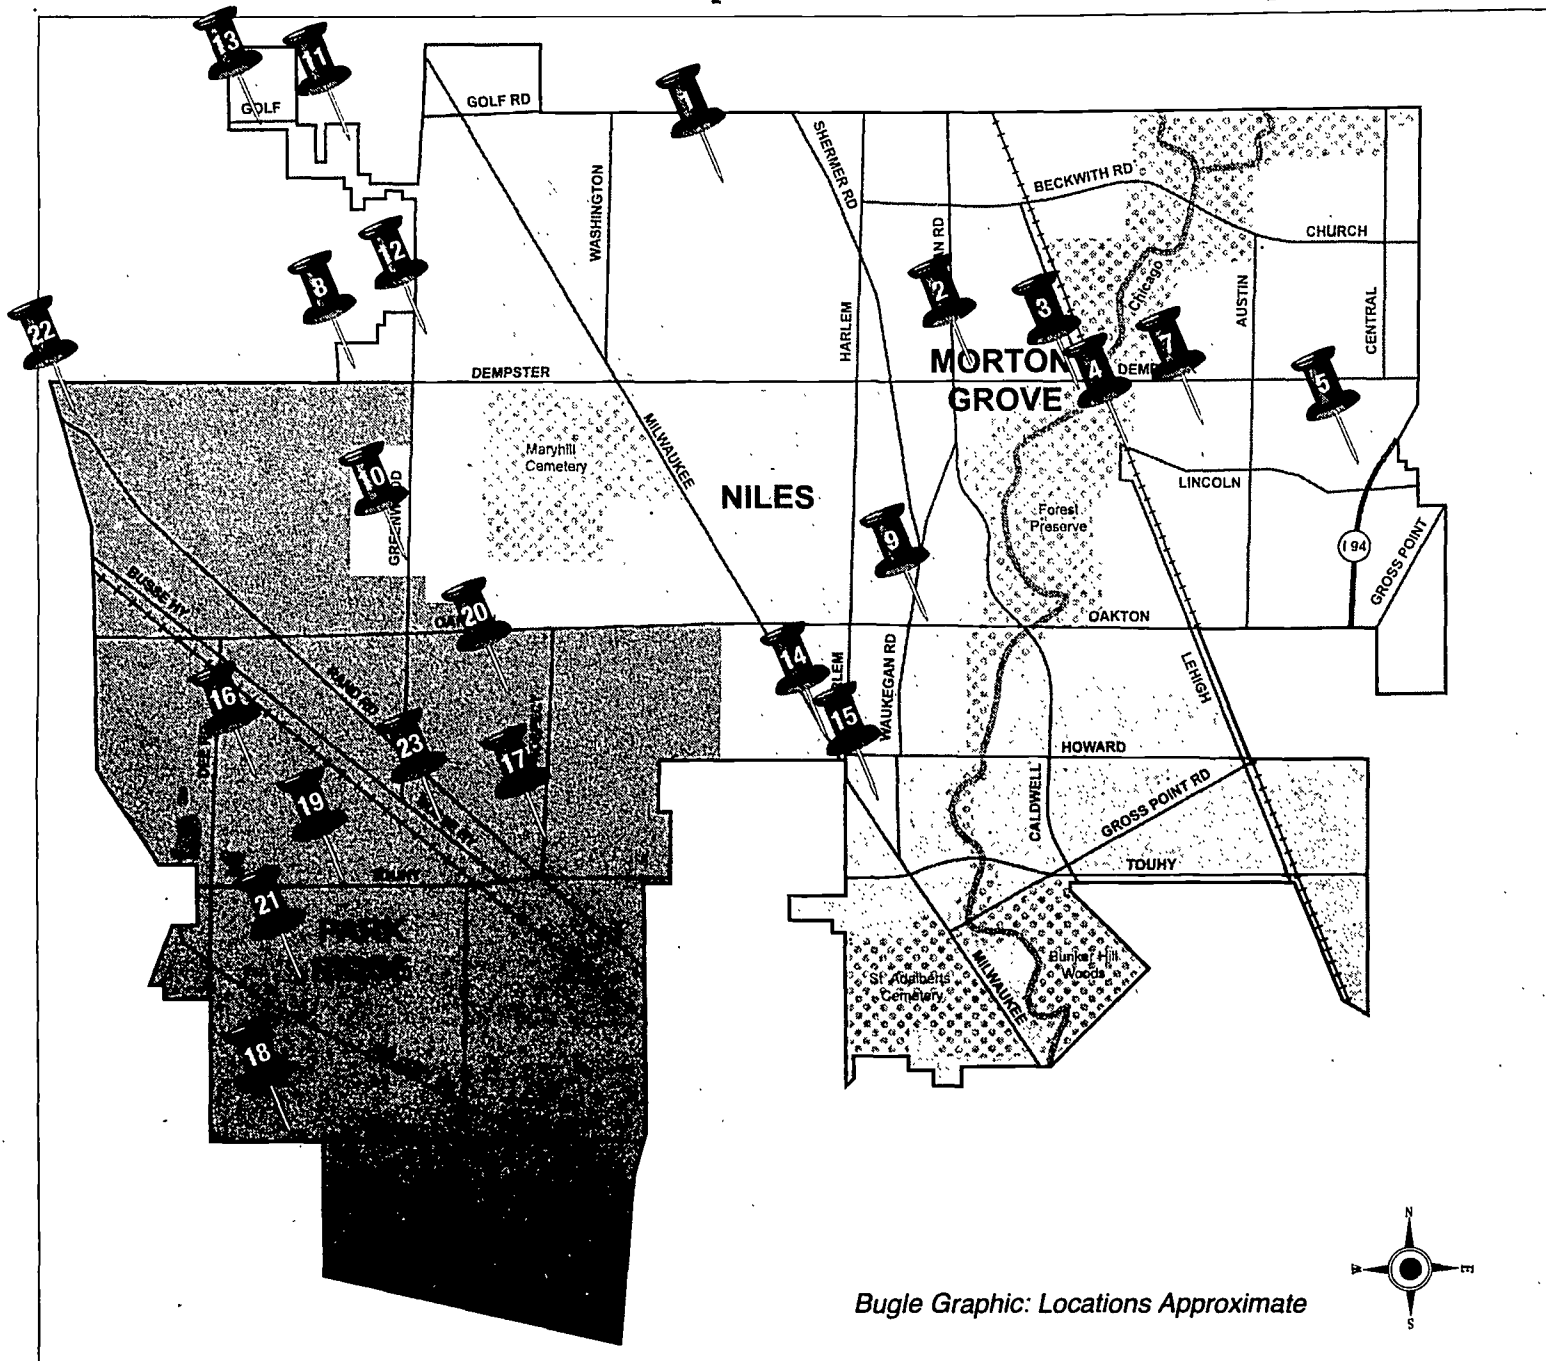 13
11
1
GOLF
GOLF RD
SHERMER RD
WASHINGTON
BECKWITH RD
CHURCH
12
8
2
3
Chicago
7
AUSTIN
CENTRAL
22
HARLEM
MORTON
GROVE
4
5
DEMPSTER
10
Maryhill
Cemetery
MILWAUKEE
NILES
LINCOLN
Forest
Preserve
9
I 94
GROSS POINT
BUSSE HY
20
OAKTON
16
RAND RD
14
15
WAUKEGAN RD
LEHIGH
23
17
HOWARD
19
CALDWELL
GROSS POINT RD
TOUHY
TOUHY
21
PARK
St. Adalberts
Cemetery
MILWAUKEE
Bunker Hill
Woods
18
N
W
E
S
Bugle Graphic: Locations Approximate